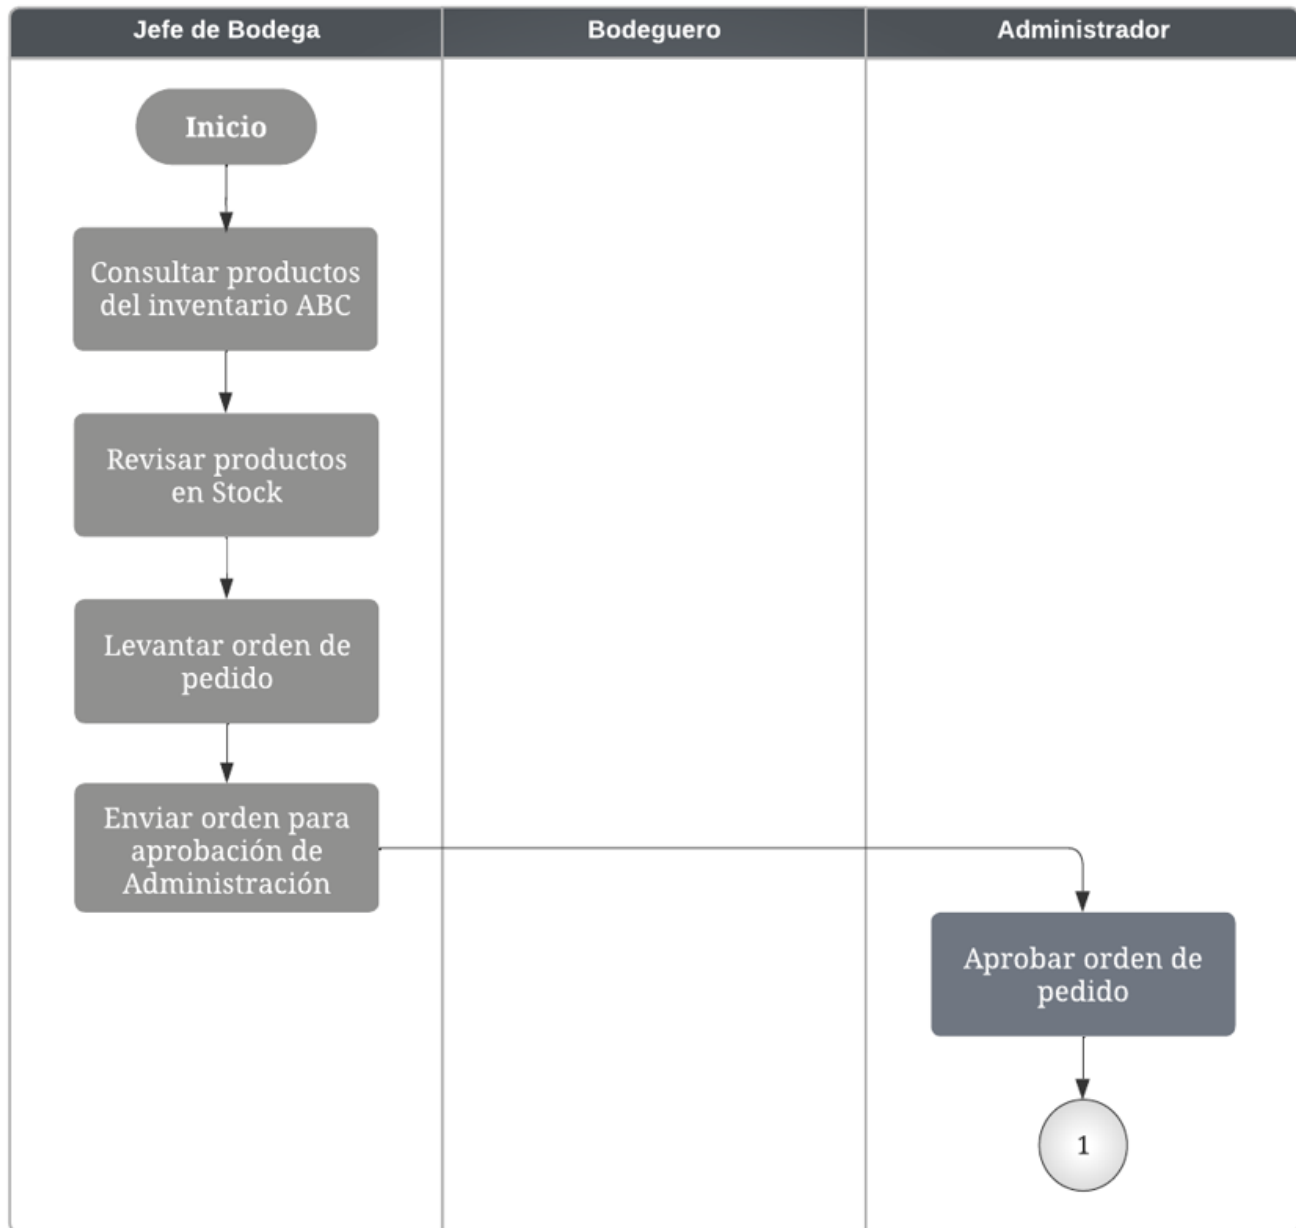 Jefe de Bodega
Bodeguero
Administrador
Inicio
Consultar productos
del inventario ABC
Revisar productos
en Stock
Levantar orden de
pedido
Enviar orden para
aprobación de
Administración
Aprobar orden de
pedido
1